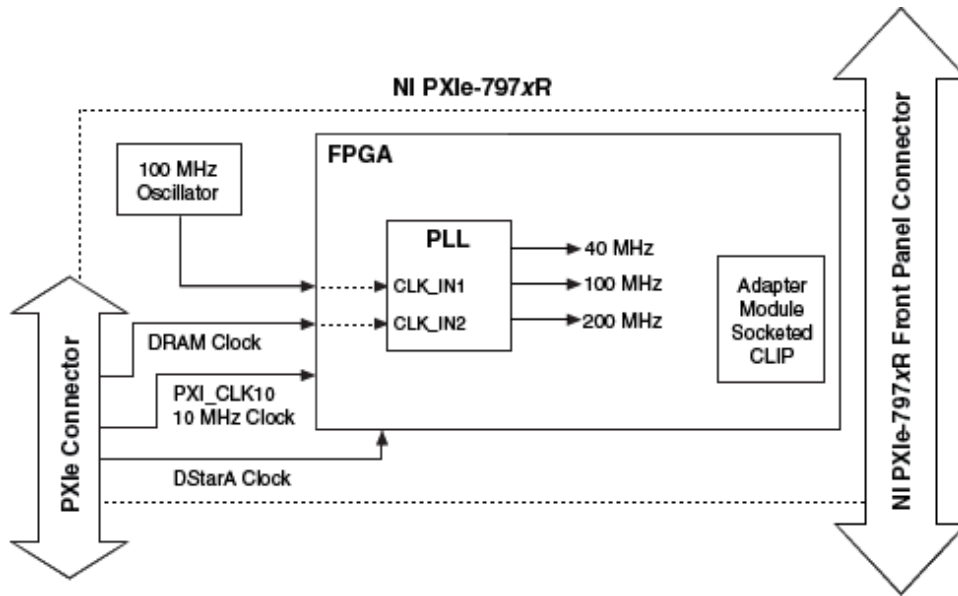 NI PXIe-797xR
100 MHz
Oscillator
FPGA
PLL
CLK_IN1
CLK_IN2
40 MHz
100 MHz
200 MHz
Adapter
Module
Socketed
CLIP
DRAM Clock
PXI_CLK10
10 MHz Clock
DStarA Clock
PXIe Connector
NI PXIe-797xR Front Panel Connector